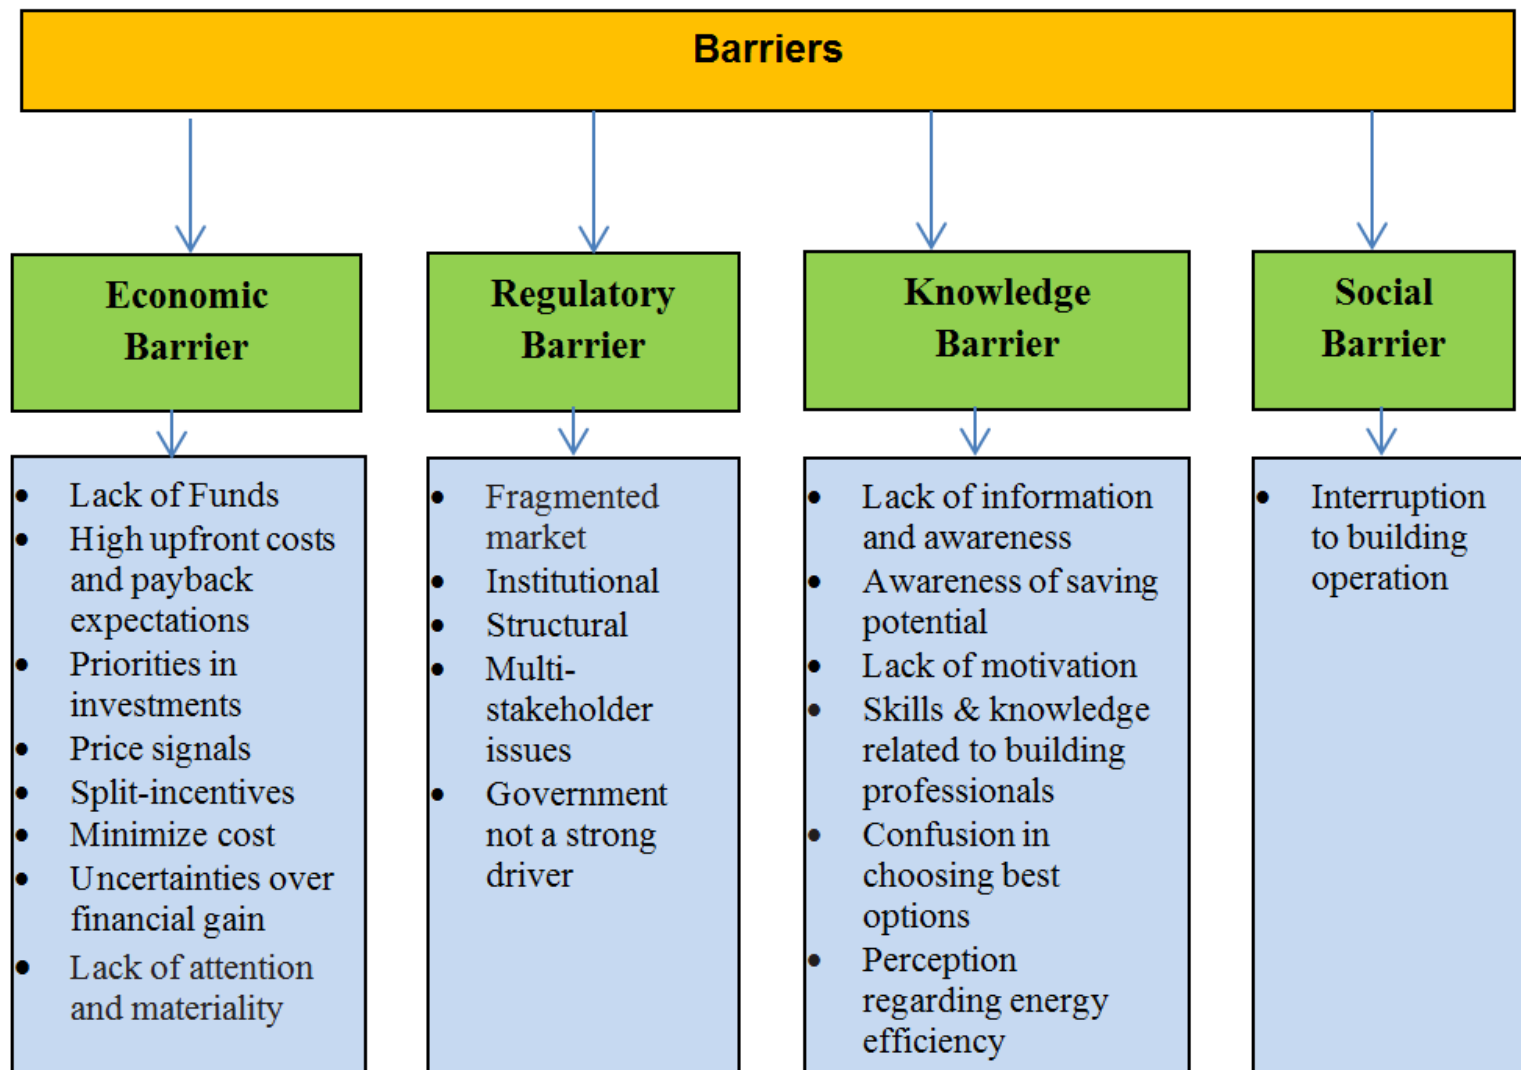 Barriers
Economic
Barrier
Regulatory
Barrier
Knowledge
Barrier
Social
Barrier
• Lack of Funds
• High upfront costs
and payback
expectations
• Priorities in
investments
• Price signals
• Split-incentives
• Minimize cost
• Uncertainties over
financial gain
• Lack of attention
and materiality
• Fragmented
market
• Institutional
• Structural
• Multi-
stakeholder
issues
• Government
not a strong
driver
• Lack of information
and awareness
• Awareness of saving
potential
• Lack of motivation
• Skills & knowledge
related to building
professionals
• Confusion in
choosing best
options
• Perception
regarding energy
efficiency
• Interruption
to building
operation